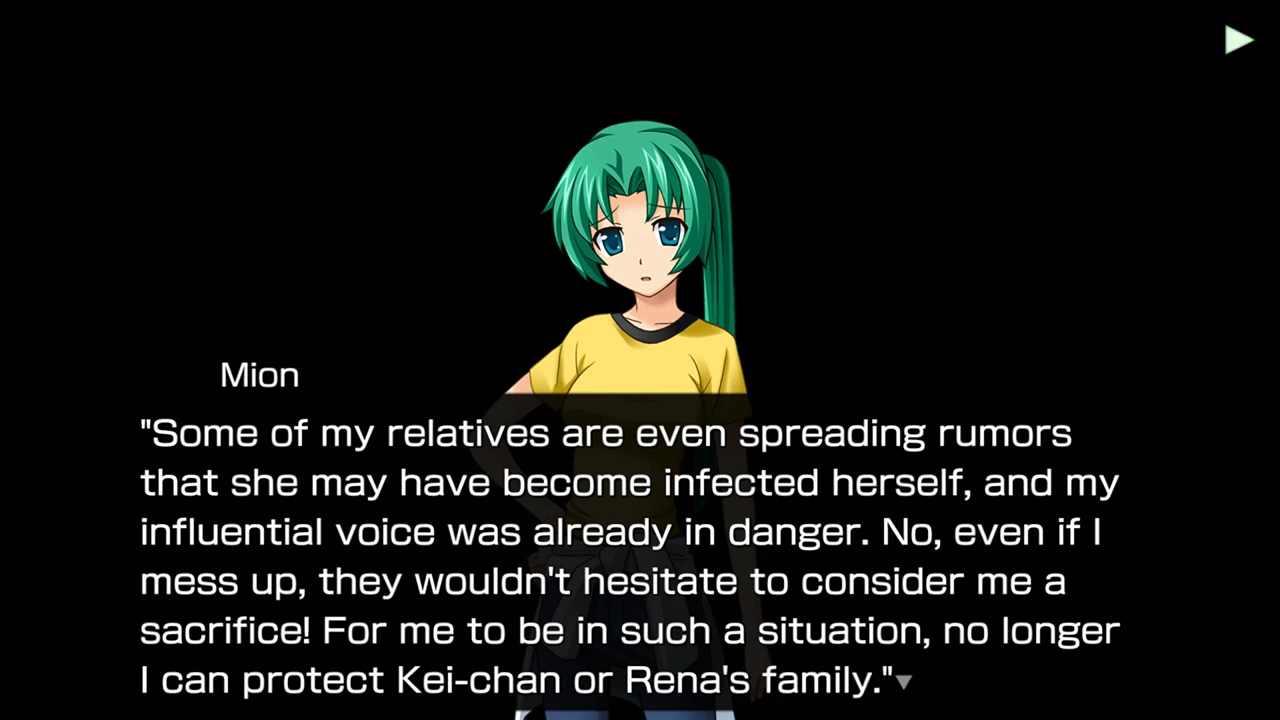 Mion
"Some of my relatives are even spreading rumors
that she may have become infected herself, and my
influential voice was already in danger. No, even if I
mess up, they wouldn't hesitate to consider me a
sacrifice! For me to be in such a situation, no longer
I can protect Kei-chan or Rena's family."